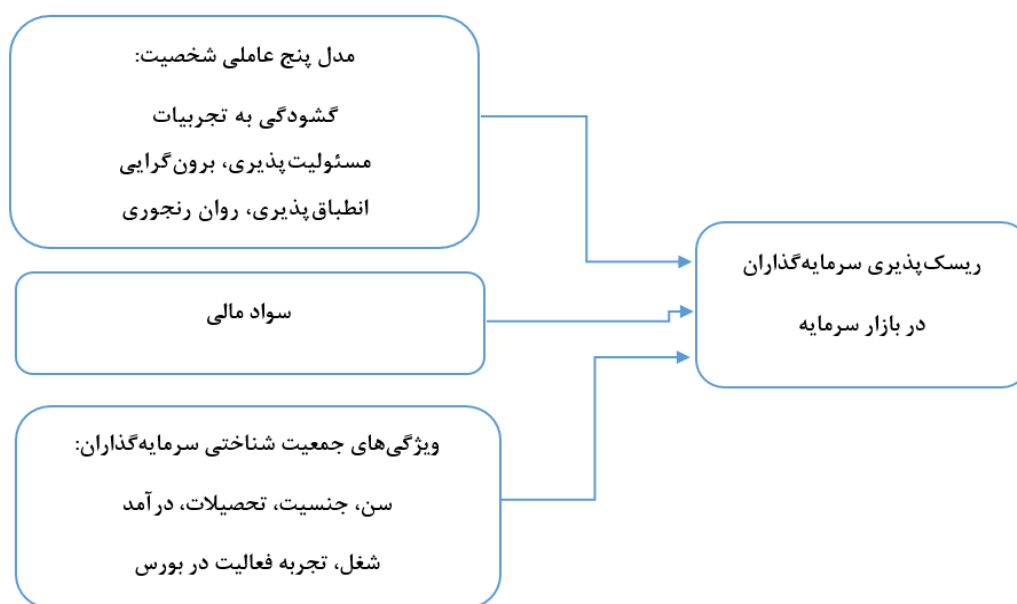 مدل پنج عاملی شخصیت:
گشودگی به تجربیات
مسئولیت‌پذیری، برون‌گرایی
انطباق‌پذیری، روان رنجوری
سواد مالی
ویژگی‌های جمعیت شناختی سرمایه‌گذاران:
سن، جنسیت، تحصیلات، درآمد
شغل، تجربه فعالیت در بورس
ریسک‌پذیری سرمایه‌گذاران
در بازار سرمایه